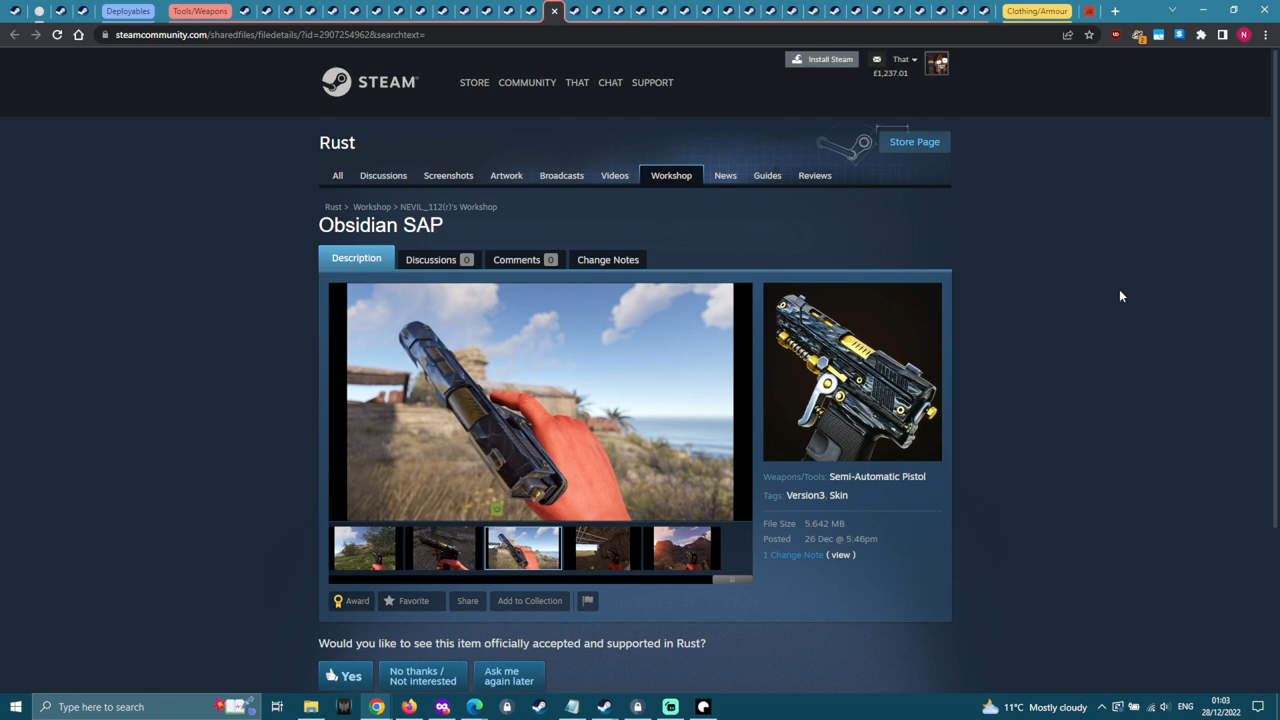 Deployables
Tools/Weapons
Clothing/Armour
steamcommunity.com/sharedfiles/filedetails/?id=2907254962&searchtext=
N
2
Install Steam
That
£1,237.01
STEAM
STORE COMMUNITY THAT CHAT SUPPORT
Rust
Store Page
All Discussions Screenshots Artwork Broadcasts Videos Workshop News Guides Reviews
Rust > Workshop > NEVIL_112(r)'s Workshop
Obsidian SAP
Description Discussions 0 Comments 0 Change Notes
Weapons/Tools: Semi-Automatic Pistol
Tags: Version3, Skin
File Size 5.642 MB
Posted 26 Dec @ 5:46pm
1 Change Note ( view )
Award Favorite Share Add to Collection
Would you like to see this item officially accepted and supported in Rust?
Yes
No thanks /
Not interested
Ask me
again later
Type here to search
11°C Mostly cloudy
ENG
01:03
28/12/2022